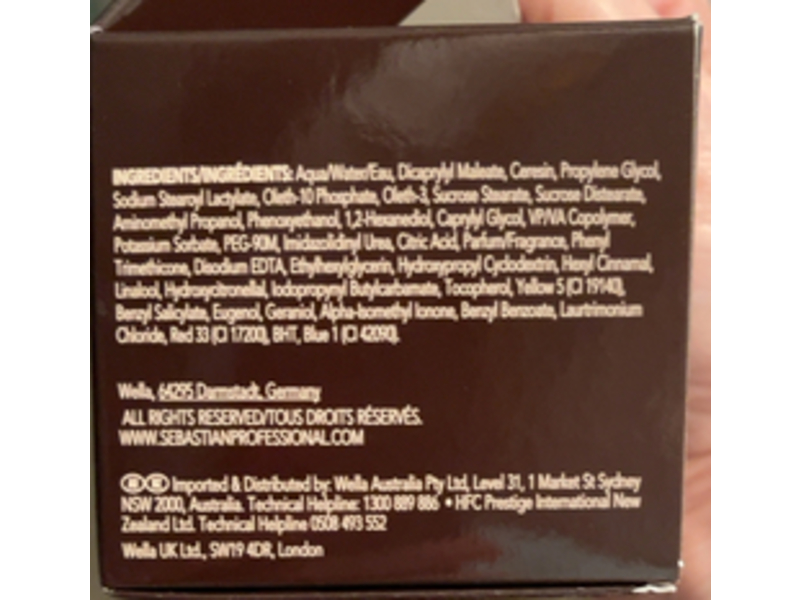 INGREDIENTS/INGRÉDIENTS: Aqua/Water/Eau, Dicaprylyl Maleate, Ceresin, Propylene Glycol,
Sodium Stearoyl Lactylate, Oleth-10 Phosphate, Oleth-3, Sucrose Stearate, Sucrose Distearate,
Aminomethyl Propanol, Phenoxyethanol, 1,2-Hexanediol, Caprylyl Glycol, VP/VA Copolymer,
Potassium Sorbate, PEG-90M, Imidazolidinyl Urea, Citric Acid, Parfum/Fragrance, Phenyl
Trimethicone, Disodium EDTA, Ethylhexylglycerin, Hydroxypropyl Cyclodextrin, Hexyl Cinnamal,
Linalool, Hydroxycitronellal, Iodopropynyl Butylcarbamate, Tocopherol, Yellow 5 (CI 19140),
Benzyl Salicylate, Eugenol, Geraniol, Alpha-Isomethyl Ionone, Benzyl Benzoate, Laurtrimonium
Chloride, Red 33 (CI 17200), BHT, Blue 1 (CI 42090).
Wella, 64295 Darmstadt, Germany
ALL RIGHTS RESERVED/TOUS DROITS RÉSERVÉS.
WWW.SEBASTIANPROFESSIONAL.COM
Imported & Distributed by: Wella Australia Pty Ltd, Level 31, 1 Market St Sydney
NSW 2000, Australia. Technical Helpline: 1300 889 886 • HFC Prestige International New
Zealand Ltd. Technical Helpline 0508 493 552
Wella UK Ltd., SW19 4DR, London